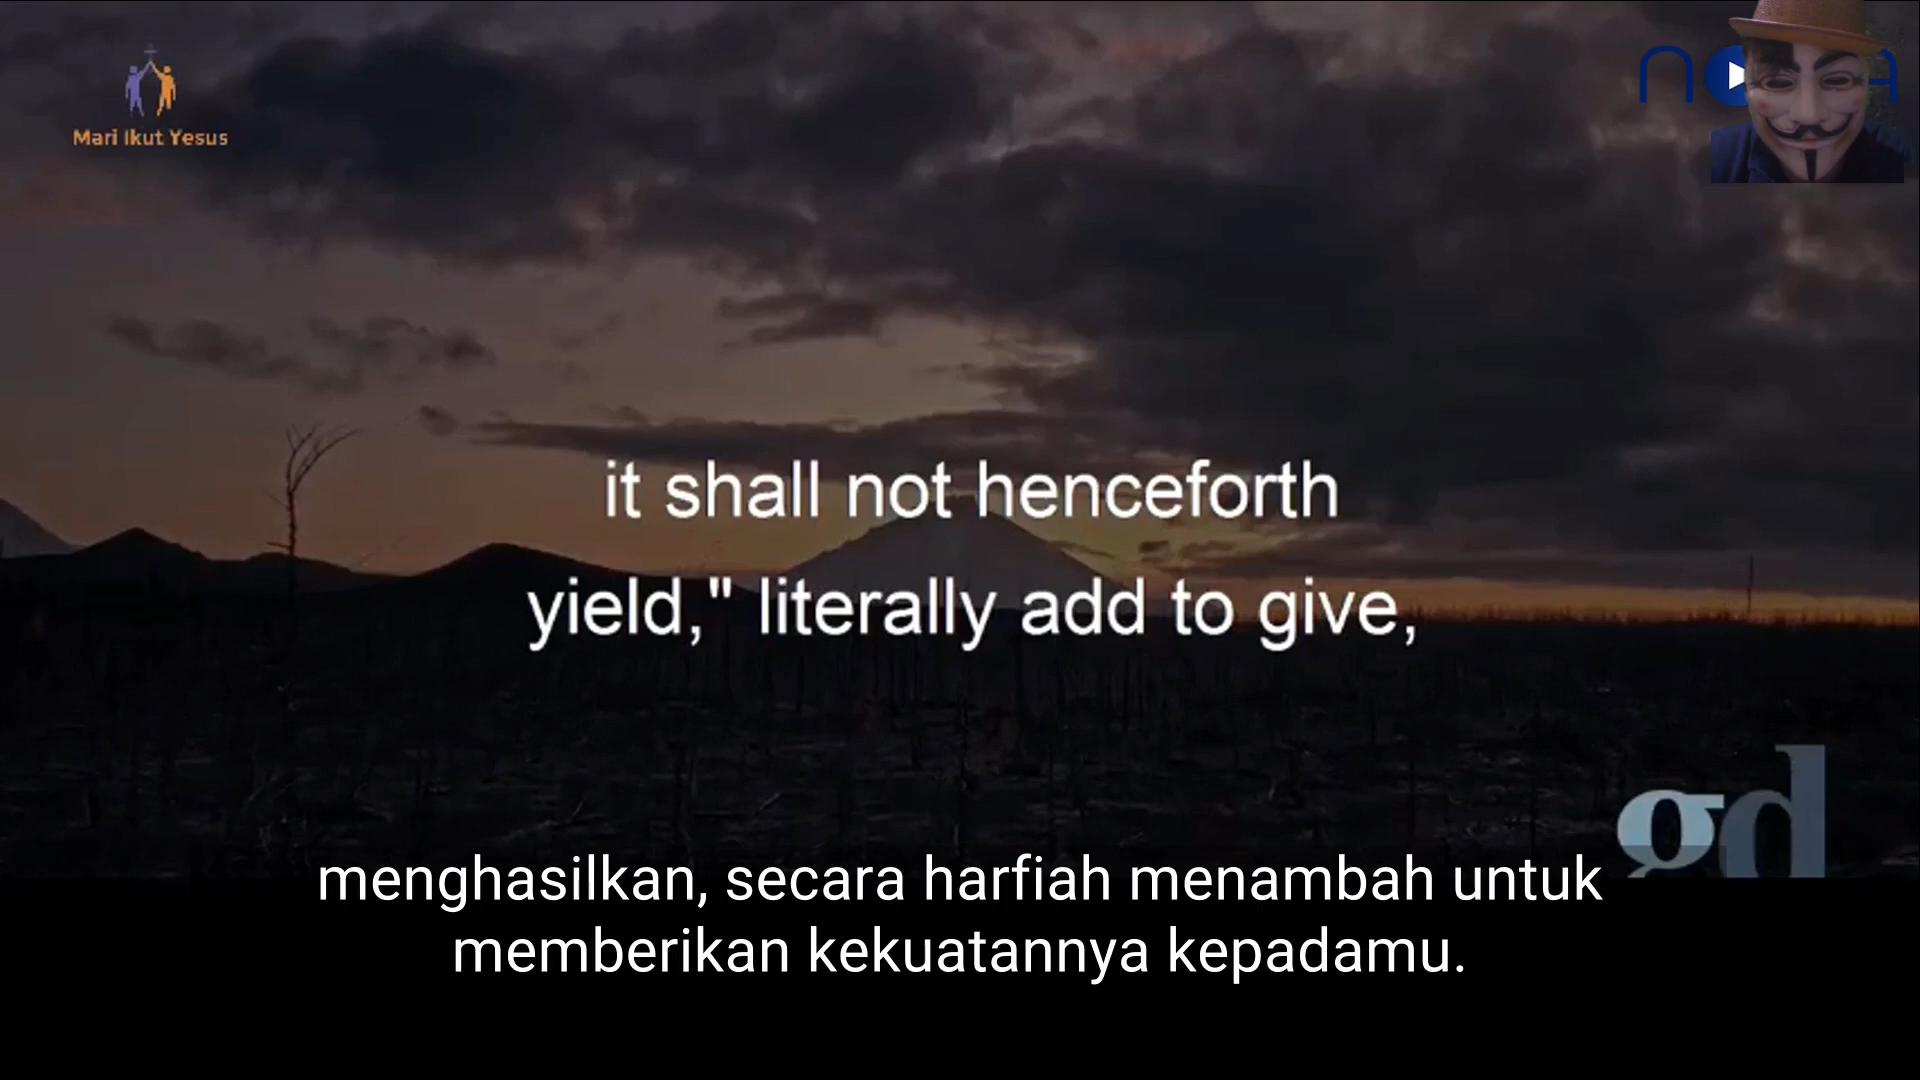 Mari Ikut Yesus
it shall not henceforth
yield," literally add to give,
gd
menghasilkan, secara harfiah menambah untuk
memberikan kekuatannya kepadamu.